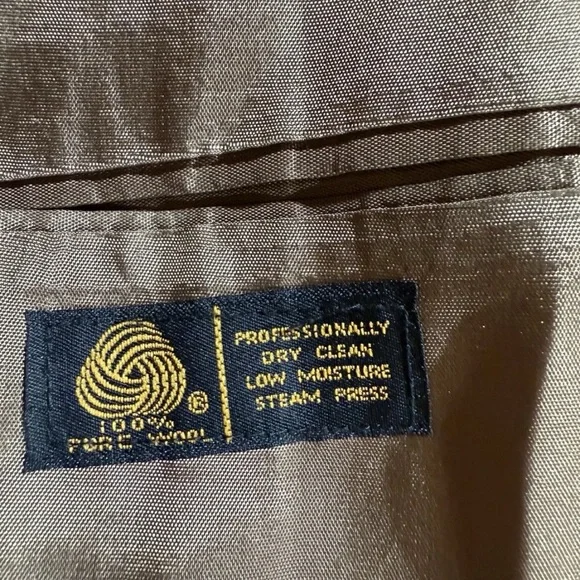 ®
100%
PURE WOOL
PROFESSIONALLY
DRY CLEAN
LOW MOISTURE
STEAM PRESS